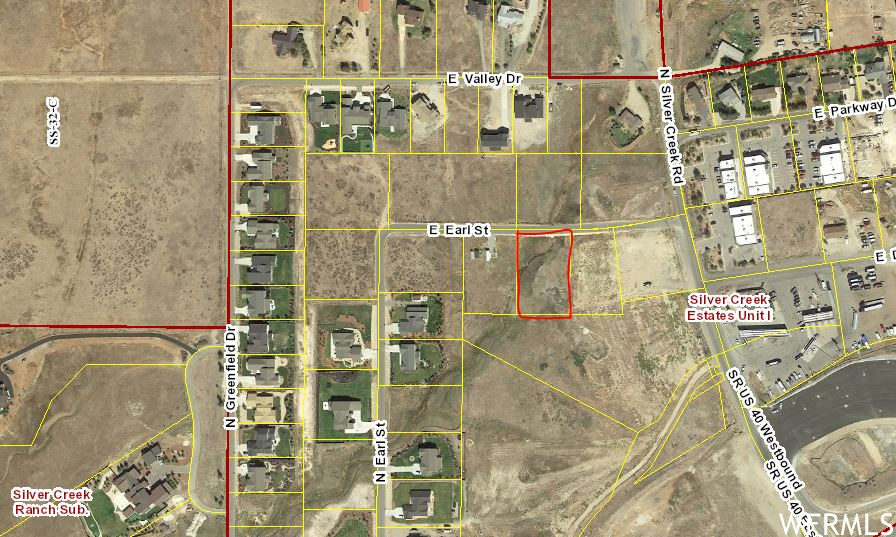 E Valley Dr
N Silver Creek Rd
E Parkway D
SS-32-C
E Earl St
E D
Silver Creek
Estates Unit I
N Greenfield Dr
N Earl St
SR US 40 Westbound
SR US 40 E
Silver Creek
Ranch Sub.
WFRMLS